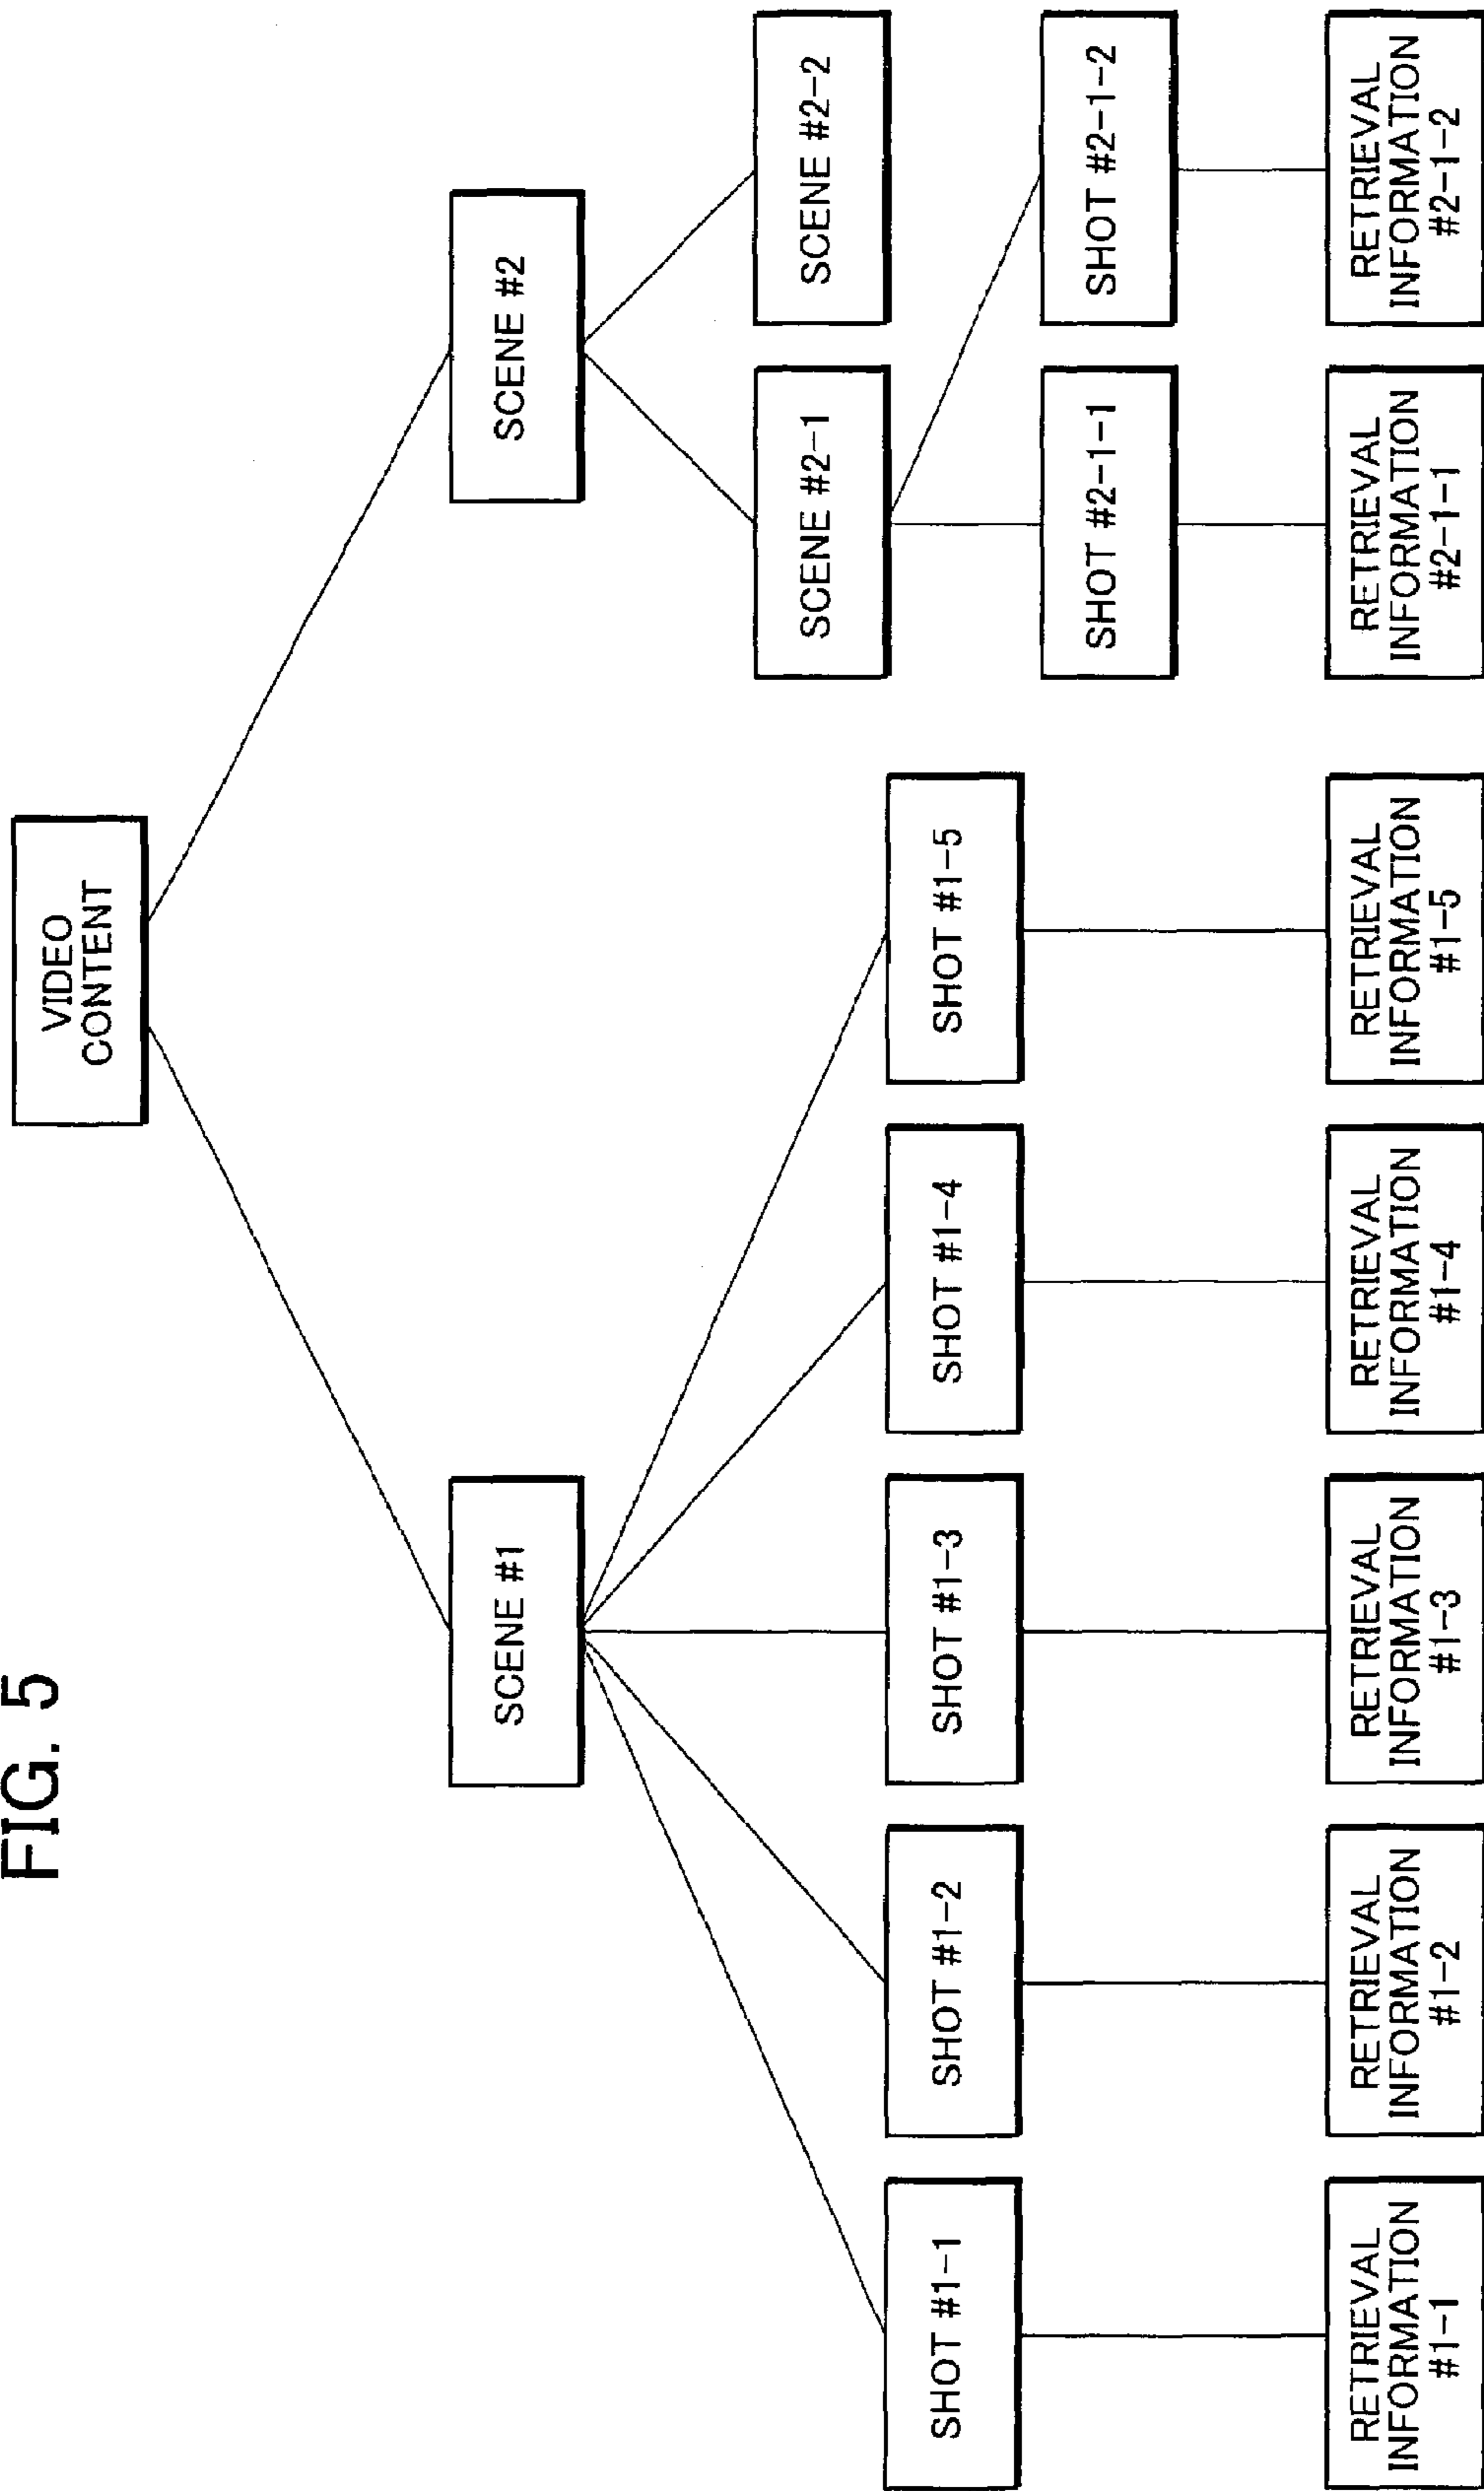 FIG. 5
VIDEO
CONTENT
SCENE #1
SCENE #2
SCENE #2-1
SCENE #2-2
SHOT #1-1
SHOT #1-2
SHOT #1-3
SHOT #1-4
SHOT #1-5
SHOT #2-1-1
SHOT #2-1-2
RETRIEVAL
INFORMATION
#1-1
RETRIEVAL
INFORMATION
#1-2
RETRIEVAL
INFORMATION
#1-3
RETRIEVAL
INFORMATION
#1-4
RETRIEVAL
INFORMATION
#1-5
RETRIEVAL
INFORMATION
#2-1-1
RETRIEVAL
INFORMATION
#2-1-2